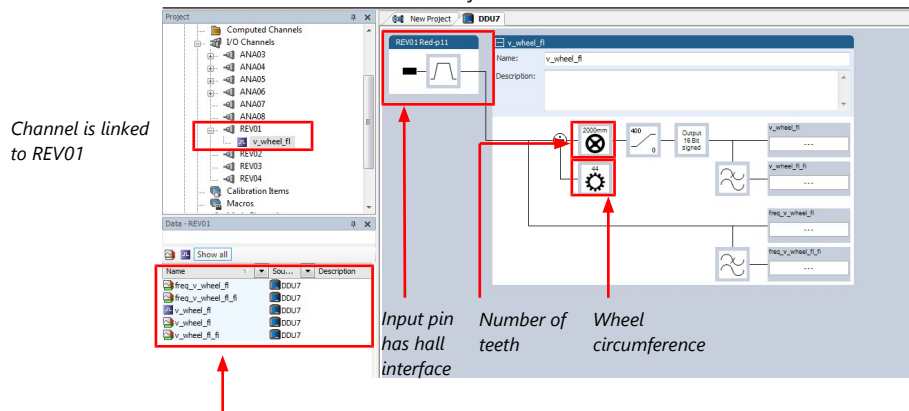 Project
Computed Channels
I/O Channels
ANA03
ANA04
ANA05
ANA06
ANA07
ANA08
REV01
v_wheel_fl
REV02
REV03
REV04
Calibration Items
Macros
Channel is linked
to REV01
Data - REV01
Show all
Name Sou... Description
freq_v_wheel_fl DDU7
freq_v_wheel_fl_fi DDU7
v_wheel_fl DDU7
v_wheel_fl DDU7
v_wheel_fl_fi DDU7
New Project DDU7
REV01 Red-p11
v_wheel_fl
Name: v_wheel_fl
Description:
2000mm
400
0
Output
16 Bit
signed
44
v_wheel_fl
---
v_wheel_fl_fi
---
freq_v_wheel_fl
---
freq_v_wheel_fl_fi
---
Input pin
has hall
interface
Number of
teeth
Wheel
circumference